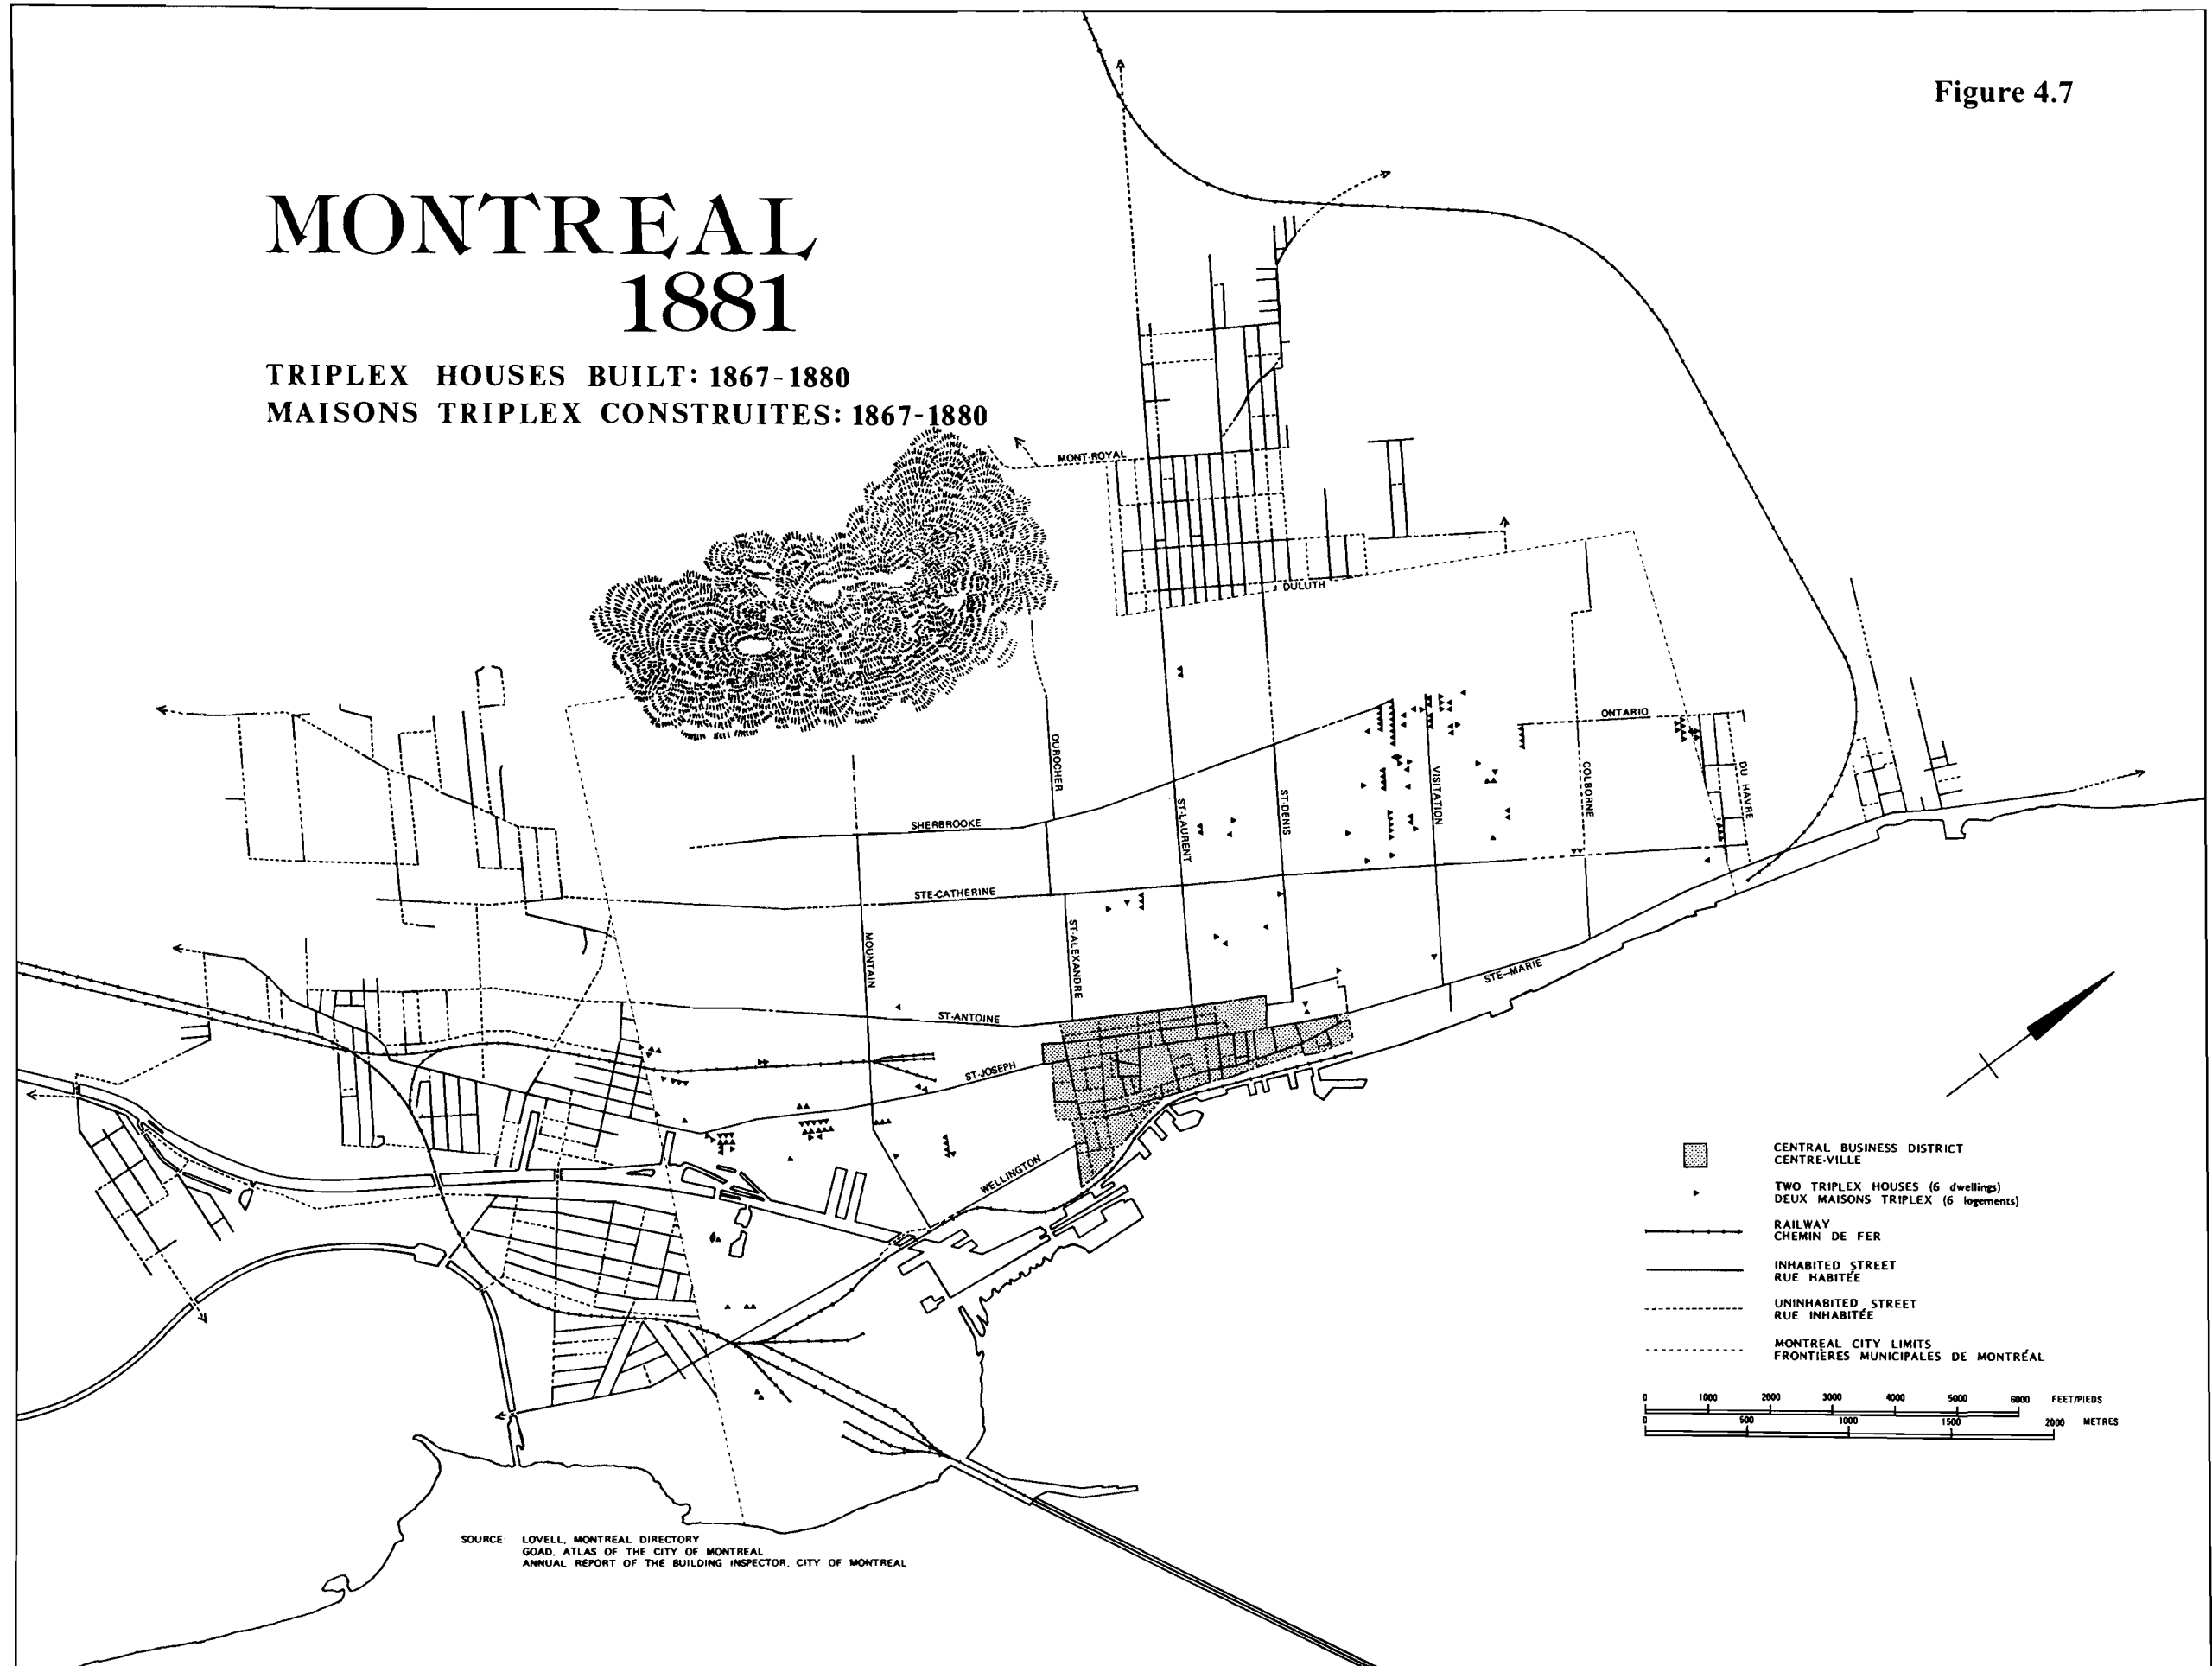 Figure 4.7
MONTREAL
1881
TRIPLEX HOUSES BUILT: 1867-1880
MAISONS TRIPLEX CONSTRUITES: 1867-1880
MONT-ROYAL
DULUTH
ONTARIO
DUROCHER
VISITATION
COLBORNE
DU HAVRE
ST-LAURENT
ST-DENIS
SHERBROOKE
STE-CATHERINE
MOUNTAIN
ST-ALEXANDRE
STE-MARIE
ST-ANTOINE
ST-JOSEPH
WELLINGTON
CENTRAL BUSINESS DISTRICT
CENTRE-VILLE
TWO TRIPLEX HOUSES (6 dwellings)
DEUX MAISONS TRIPLEX (6 logements)
RAILWAY
CHEMIN DE FER
INHABITED STREET
RUE HABITÉE
UNINHABITED STREET
RUE INHABITÉE
MONTREAL CITY LIMITS
FRONTIÈRES MUNICIPALES DE MONTRÉAL
0 1000 2000 3000 4000 5000 6000 FEET/PIEDS
0 500 1000 1500 2000 METRES
SOURCE: LOVELL, MONTREAL DIRECTORY
GOAD, ATLAS OF THE CITY OF MONTREAL
ANNUAL REPORT OF THE BUILDING INSPECTOR, CITY OF MONTREAL